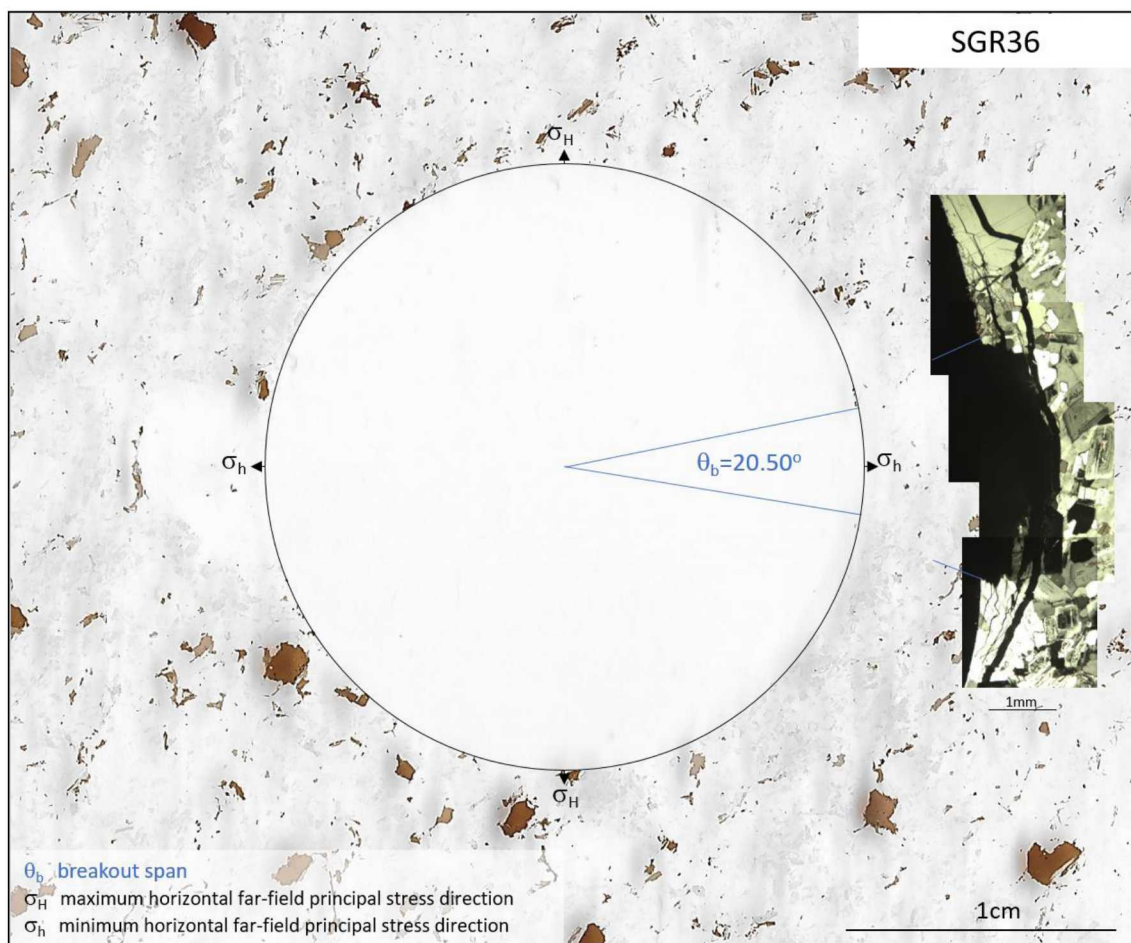 SGR36
σH
σh
θb=20.50º
σh
1mm
σH
θb breakout span
σH maximum horizontal far-field principal stress direction
σh minimum horizontal far-field principal stress direction
1cm